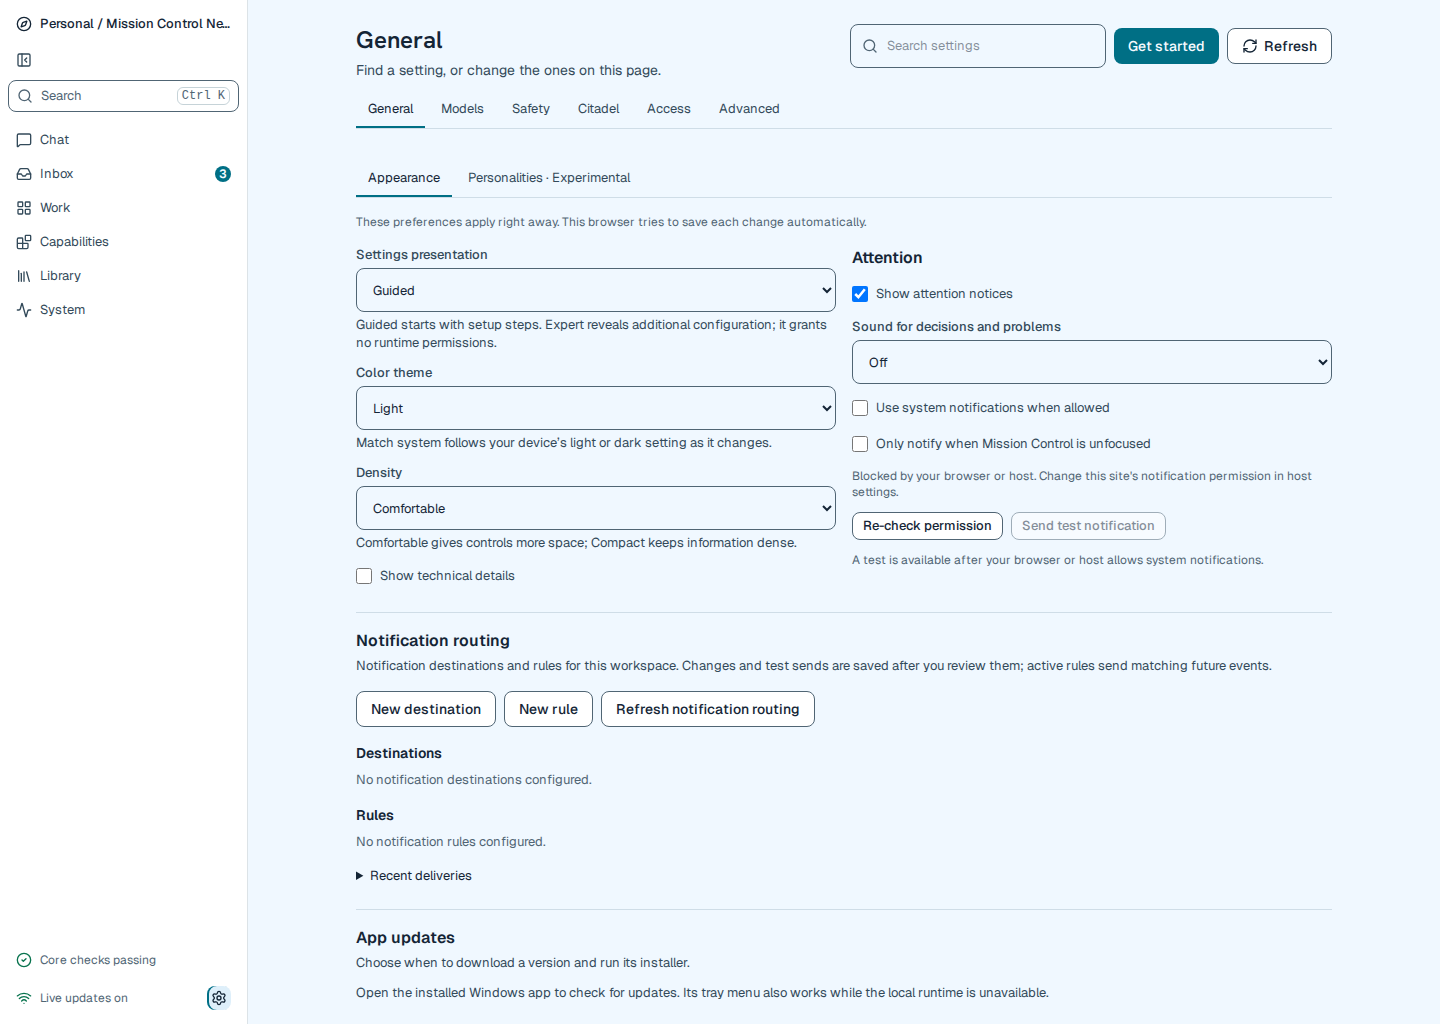 Personal / Mission Control Ne...
Search
Ctrl K
Chat
Inbox
3
Work
Capabilities
Library
System
Core checks passing
Live updates on
General
Find a setting, or change the ones on this page.
Search settings
Get started
Refresh
General
Models
Safety
Citadel
Access
Advanced
Appearance
Personalities · Experimental
These preferences apply right away. This browser tries to save each change automatically.
Settings presentation
Guided
Guided starts with setup steps. Expert reveals additional configuration; it grants
no runtime permissions.
Color theme
Light
Match system follows your device's light or dark setting as it changes.
Density
Comfortable
Comfortable gives controls more space; Compact keeps information dense.
Show technical details
Attention
Show attention notices
Sound for decisions and problems
Off
Use system notifications when allowed
Only notify when Mission Control is unfocused
Blocked by your browser or host. Change this site's notification permission in host
settings.
Re-check permission
Send test notification
A test is available after your browser or host allows system notifications.
Notification routing
Notification destinations and rules for this workspace. Changes and test sends are saved after you review them; active rules send matching future events.
New destination
New rule
Refresh notification routing
Destinations
No notification destinations configured.
Rules
No notification rules configured.
Recent deliveries
App updates
Choose when to download a version and run its installer.
Open the installed Windows app to check for updates. Its tray menu also works while the local runtime is unavailable.